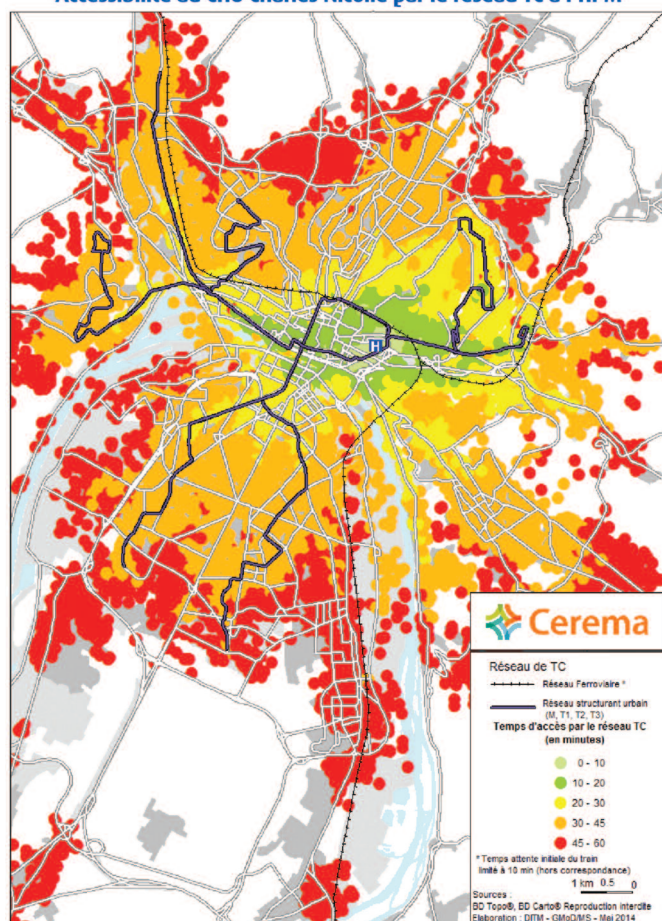 H
Cerema
Réseau de TC
Réseau Ferroviaire *
Réseau structurant urbain
(M, T1, T2, T3)
Temps d'accès par le réseau TC
(en minutes)
0 - 10
10 - 20
20 - 30
30 - 45
45 - 60
* Temps attente initiale du train
limité à 10 min (hors correspondance)
1 km 0.5 0
Sources :
BD Topo®, BD Carto® Reproduction interdite
Elaboration : DITM - GMoD/MS - Mai 2014